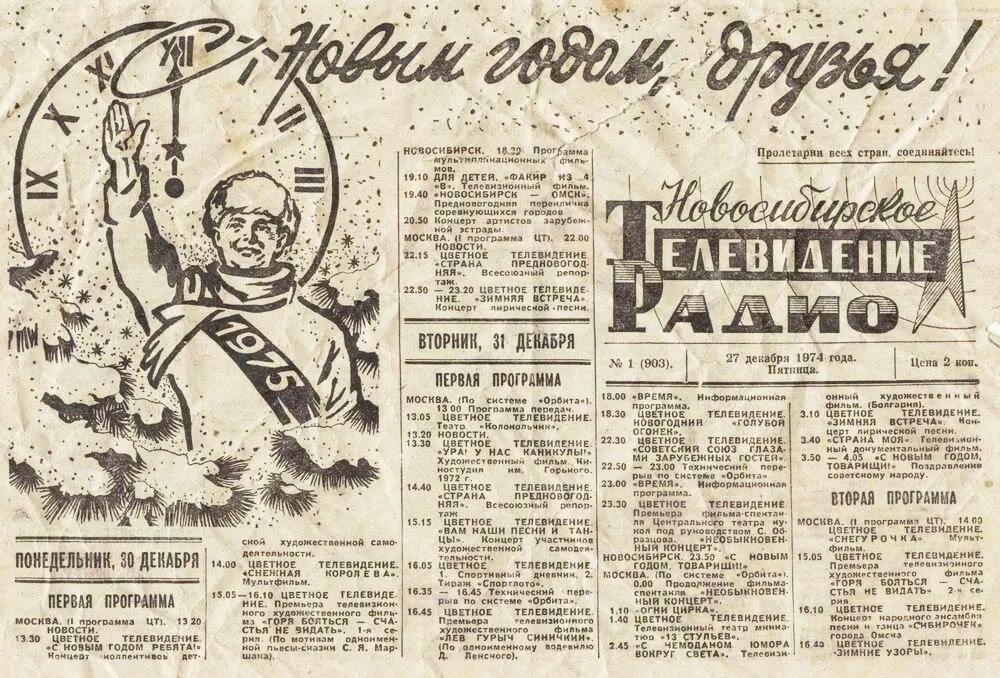 С Новым годом, друзья!
XII
XI
X
IX
II
III
1975
Пролетарии всех стран, соединяйтесь!
Новосибирское
ТЕЛЕВИДЕНИЕ
РАДИО
№ 1 (903).
27 декабря 1974 года.
Пятница.
Цена 2 коп.
ПОНЕДЕЛЬНИК, 30 ДЕКАБРЯ
ПЕРВАЯ ПРОГРАММА
МОСКВА. (I программа ЦТ). 13 20
НОВОСТИ.
13.30 ЦВЕТНОЕ ТЕЛЕВИДЕНИЕ.
«С НОВЫМ ГОДОМ РЕБЯТА!»
Концерт коллективов дет-
ской художественной само-
деятельности.
14.00 ЦВЕТНОЕ ТЕЛЕВИДЕНИЕ.
«СНЕЖНАЯ КОРОЛЕВА».
Мультфильм.
15.05—16.10 ЦВЕТНОЕ ТЕЛЕВИДЕ-
НИЕ. Премьера телевизион-
ного художественного филь-
ма «ГОРЯ БОЯТЬСЯ — СЧА-
СТЬЯ НЕ ВИДАТЬ». 1-я се-
рия. (По мотивам одноимен-
ной пьесы-сказки С. Я. Мар-
шака).
НОВОСИБИРСК. 18.30 Программа
мультипликационных филь-
мов.
19.10 ДЛЯ ДЕТЕЙ. «ФАКИР ИЗ 4
«В». Телевизионный фильм.
19.40 «НОВОСИБИРСК — ОМСК».
Предновогодняя перекличка
соревнующихся городов
20.50 Концерт артистов зарубеж-
ной эстрады.
МОСКВА. (I программа ЦТ). 22.00
НОВОСТИ.
22.15 ЦВЕТНОЕ ТЕЛЕВИДЕНИЕ.
«СТРАНА ПРЕДНОВОГОД-
НЯЯ». Всесоюзный репор-
таж.
22.50 — 23.20 ЦВЕТНОЕ ТЕЛЕВИДЕ-
НИЕ. «ЗИМНЯЯ ВСТРЕЧА».
Концерт лирической песни.
ВТОРНИК, 31 ДЕКАБРЯ
ПЕРВАЯ ПРОГРАММА
МОСКВА. (По системе «Орбита»).
13 00 Программа передач.
13.05 ЦВЕТНОЕ ТЕЛЕВИДЕНИЕ.
Театр «Колокольчик».
13.20 НОВОСТИ.
13.30 ЦВЕТНОЕ ТЕЛЕВИДЕНИЕ.
«УРА! У НАС КАНИКУЛЫ!»
Художественный фильм Ки-
ностудия им. Горького.
1972 г.
14.40 ЦВЕТНОЕ ТЕЛЕВИДЕНИЕ.
«СТРАНА ПРЕДНОВОГОД-
НЯЯ». Всесоюзный репор-
таж
15.15 ЦВЕТНОЕ ТЕЛЕВИДЕНИЕ.
«ВАМ НАШИ ПЕСНИ И ТАН-
ЦЫ». Концерт участников
художественной самодея-
тельности.
16.05 ЦВЕТНОЕ ТЕЛЕВИДЕНИЕ.
1. Спортивный дневник, 2.
Тираж «Спортлото».
16.35 — 16.45 Технический пере-
рыв по системе «Орбита».
16.45 ЦВЕТНОЕ ТЕЛЕВИДЕНИЕ.
Премьера телевизионного
художественного фильма
«ЛЕВ ГУРЫЧ СИНИЧКИН».
(По одноименному водевилю
Д. Ленского).
18.00 «ВРЕМЯ». Информационная
программа.
18.30 ЦВЕТНОЕ ТЕЛЕВИДЕНИЕ.
НОВОГОДНИЙ «ГОЛУБОЙ
ОГОНЕК».
22.30 ЦВЕТНОЕ ТЕЛЕВИДЕНИЕ.
«СОВЕТСКИЙ СОЮЗ ГЛАЗА-
МИ ЗАРУБЕЖНЫХ ГОСТЕЙ».
22.50 — 23.00 Технический пере-
рыв по системе «Орбита».
23.00 «ВРЕМЯ». Информационная
программа.
23.30 ЦВЕТНОЕ ТЕЛЕВИДЕНИЕ.
Премьера фильма-спектак-
ля Центрального театра ку-
кол под руководством С. Об-
разцова. «НЕОБЫКНОВЕН-
НЫЙ КОНЦЕРТ».
НОВОСИБИРСК. 23.50 «С НОВЫМ
ГОДОМ, ТОВАРИЩИ!»
МОСКВА. (По системе «Орбита»).
0.00 Продолжение фильма-
спектакля «НЕОБЫКНОВЕН-
НЫЙ КОНЦЕРТ».
1.10 «ОГНИ ЦИРКА».
1.40 ЦВЕТНОЕ ТЕЛЕВИДЕНИЕ.
Телевизионный театр миниа-
тюр «13 СТУЛЬЕВ».
2.45 «С ЧЕМОДАНОМ ЮМОРА
ВОКРУГ СВЕТА». Телевизи-
онный художественный
фильм. (Болгария).
3.10 ЦВЕТНОЕ ТЕЛЕВИДЕНИЕ.
«ЗИМНЯЯ ВСТРЕЧА». Кон-
церт лирической песни.
3.40 «СТРАНА МОЯ» Телевизион-
ный документальный фильм.
3.50 — 4.05 «С НОВЫМ ГОДОМ,
ТОВАРИЩИ!» Поздравления
советскому народу.
ВТОРАЯ ПРОГРАММА
МОСКВА. (I программа ЦТ). 14.00
ЦВЕТНОЕ ТЕЛЕВИДЕНИЕ.
«СНЕГУРОЧКА» Мульт-
фильм.
15.05 ЦВЕТНОЕ ТЕЛЕВИДЕНИЕ.
Премьера телевизионного
художественного фильма
«ГОРЯ БОЯТЬСЯ — СЧА-
СТЬЯ НЕ ВИДАТЬ» 2-я се-
рия.
16.10 ЦВЕТНОЕ ТЕЛЕВИДЕНИЕ.
Концерт народного ансамбля
песни и танца «СИБИРОЧЕК»
города Омска
16.40 ЦВЕТНОЕ ТЕЛЕВИДЕНИЕ.
«ЗИМНИЕ УЗОРЫ».